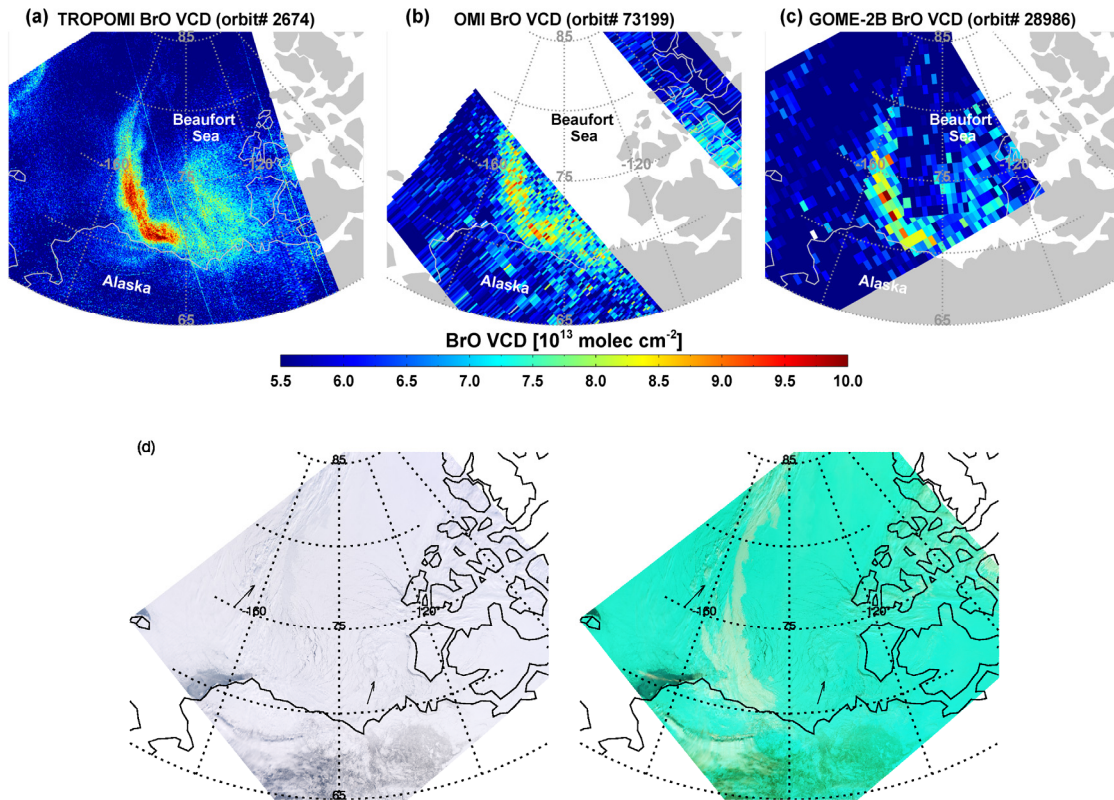 (a) TROPOMI BrO VCD (orbit# 2674)
(b) OMI BrO VCD (orbit# 73199)
(c) GOME-2B BrO VCD (orbit# 28986)
85
Beaufort
Sea
-160
-120
75
Alaska
65
85
Beaufort
Sea
-160
-120
75
Alaska
65
85
Beaufort
Sea
-160
-120
75
Alaska
65
BrO VCD [10¹³ molec cm⁻²]
5.5 6.0 6.5 7.0 7.5 8.0 8.5 9.0 9.5 10.0
(d)
85
-160
-120
75
65
85
-160
-120
75
65